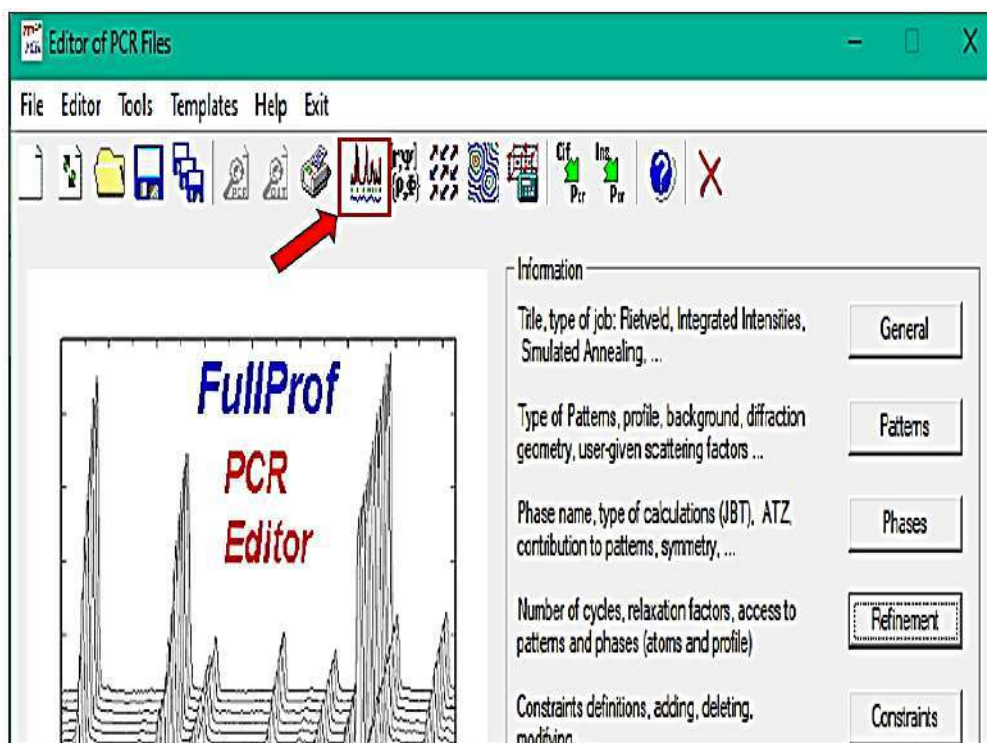 Editor of PCR Files
File Editor Tools Templates Help Exit
Cif Pcr Ins Pcr
Information
Title, type of job: Rietveld, Integrated Intensities,
Simulated Annealing, ...
General
Type of Patterns, profile, background, diffraction
geometry, user-given scattering factors ...
Patterns
Phase name, type of calculations (JBT), ATZ,
contribution to patterns, symmetry, ...
Phases
Number of cycles, relaxation factors, access to
patterns and phases (atoms and profile)
Refinement
Constraints definitions, adding, deleting,
modifying
Constraints
FullProf
PCR
Editor